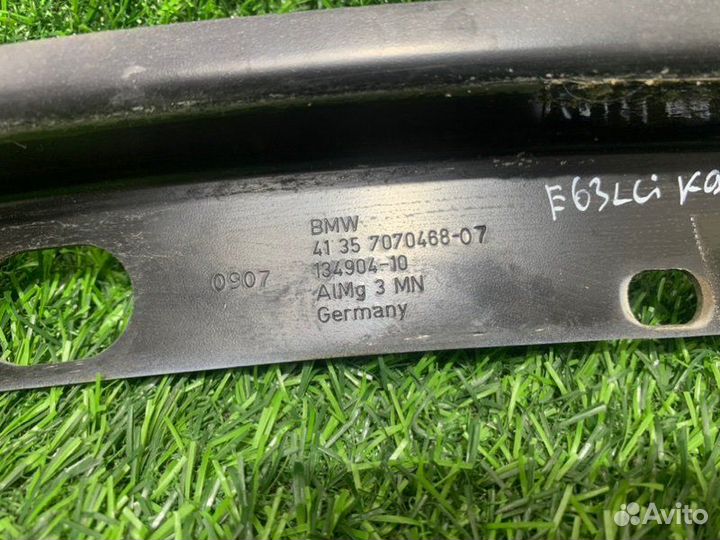 E63LCi
BMW
41 35 7070468-07
134904-10
0907
AlMg 3 MN
Germany
Avito